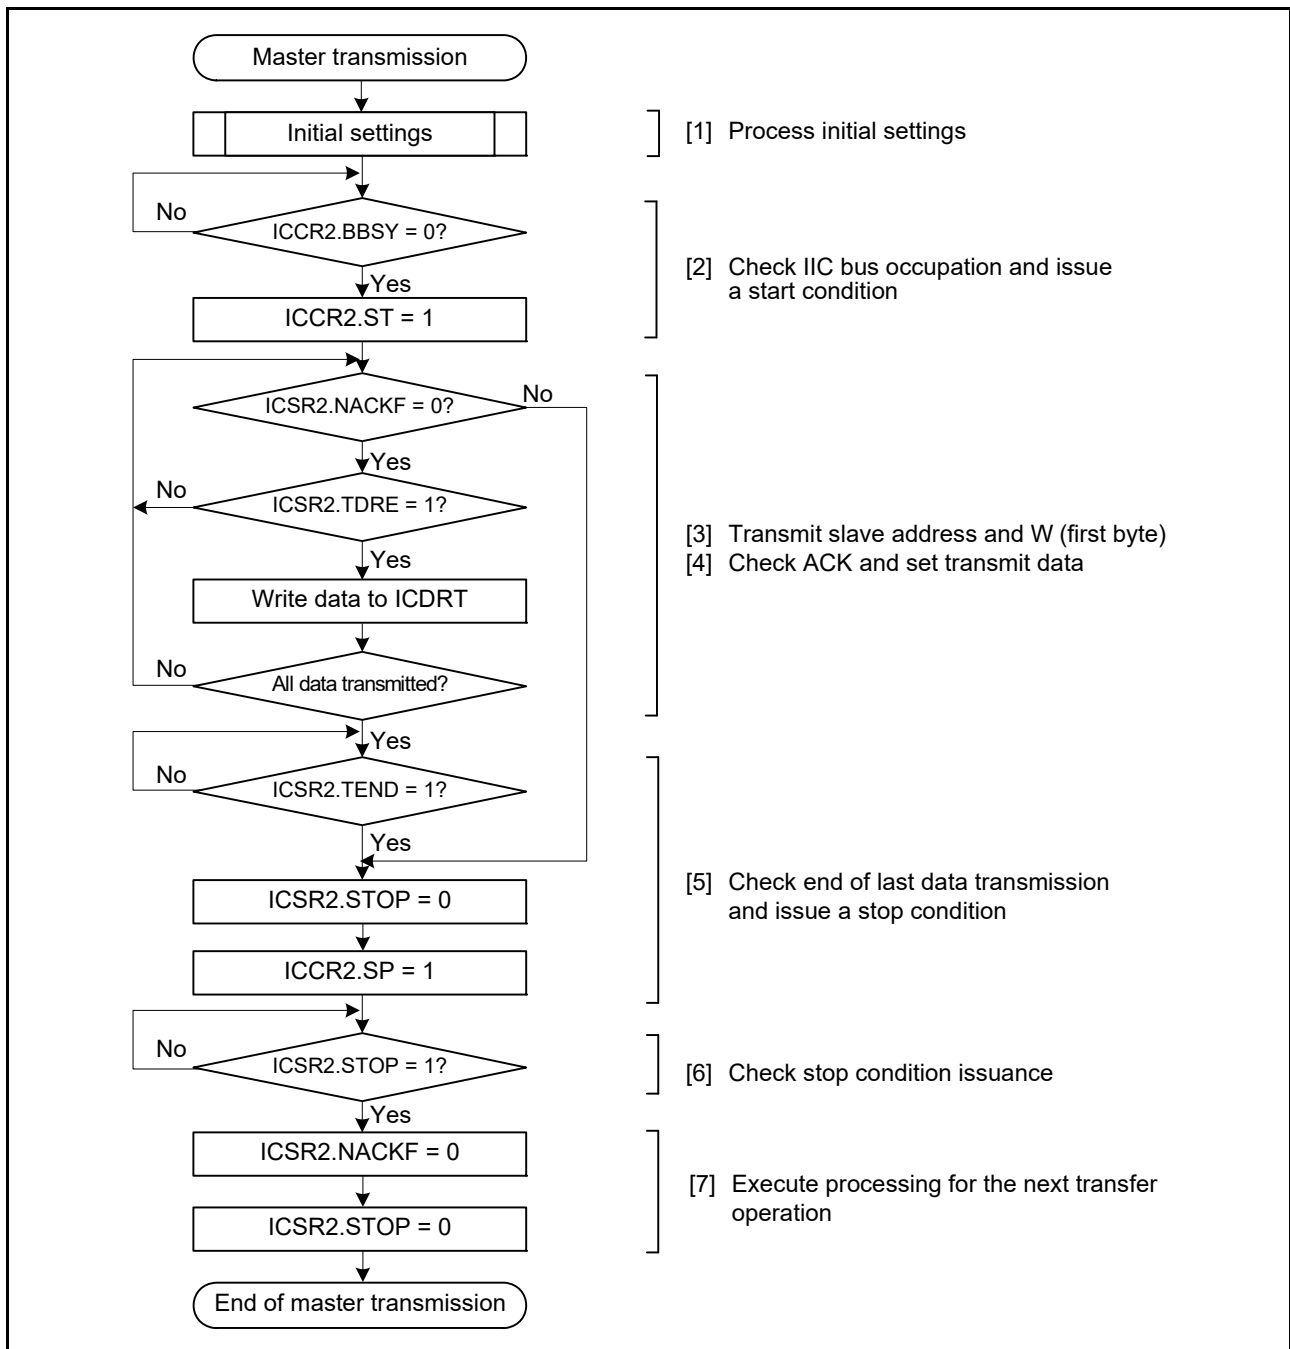 Master transmission
Initial settings
[1] Process initial settings
No
ICCR2.BBSY = 0?
Yes
[2] Check IIC bus occupation and issue
a start condition
ICCR2.ST = 1
ICSR2.NACKF = 0?
No
Yes
No
ICSR2.TDRE = 1?
Yes
[3] Transmit slave address and W (first byte)
[4] Check ACK and set transmit data
Write data to ICDRT
No
All data transmitted?
Yes
No
ICSR2.TEND = 1?
Yes
ICSR2.STOP = 0
[5] Check end of last data transmission
and issue a stop condition
ICCR2.SP = 1
No
ICSR2.STOP = 1?
[6] Check stop condition issuance
Yes
ICSR2.NACKF = 0
[7] Execute processing for the next transfer
operation
ICSR2.STOP = 0
End of master transmission